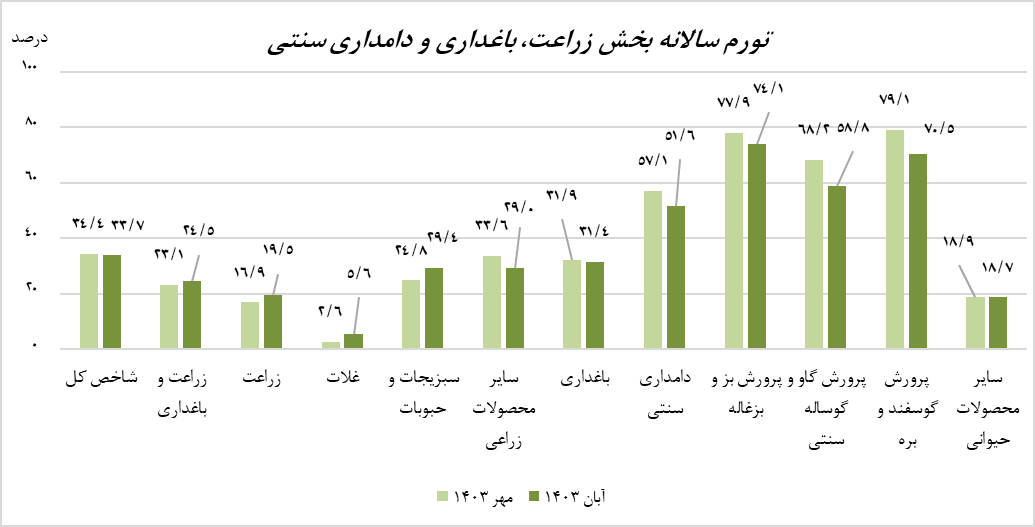 تورم سالانه بخش زراعت، باغداری و دامداری سنتی
درصد
۱۰۰
۸۰
۶۰
۴۰
۲۰
۰
۳۴/۴
۳۳/۷
۲۳/۱
۲۴/۵
۱۶/۹
۱۹/۵
۲/۶
۵/۶
۲۴/۸
۲۹/۴
۳۳/۶
۲۹/۰
۳۱/۹
۳۱/۴
۵۷/۱
۵۱/۶
۷۷/۹
۷۴/۱
۶۸/۲
۵۸/۸
۷۹/۱
۷۰/۵
۱۸/۹
۱۸/۷
شاخص کل
زراعت و
باغداری
زراعت
غلات
سبزیجات و
حبوبات
سایر
محصولات
زراعی
باغداری
دامداری
سنتی
پرورش بز و
بزغاله
پرورش گاو و
گوساله
سنتی
پرورش
گوسفند و
بره
سایر
محصولات
حیوانی
مهر ۱۴۰۳
آبان ۱۴۰۳